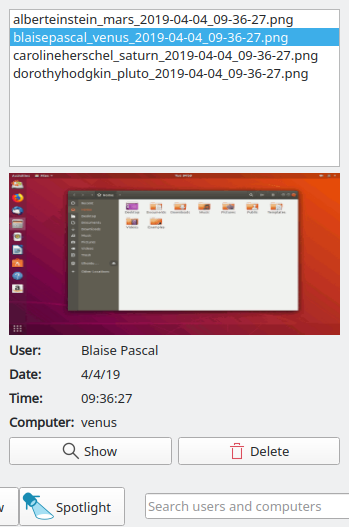 alberteinstein_mars_2019-04-04_09-36-27.png
blaisepascal_venus_2019-04-04_09-36-27.png
carolineherschel_saturn_2019-04-04_09-36-27.png
dorothyhodgkin_pluto_2019-04-04_09-36-27.png
User: Blaise Pascal
Date: 4/4/19
Time: 09:36:27
Computer: venus
Show Delete
Spotlight Search users and computers